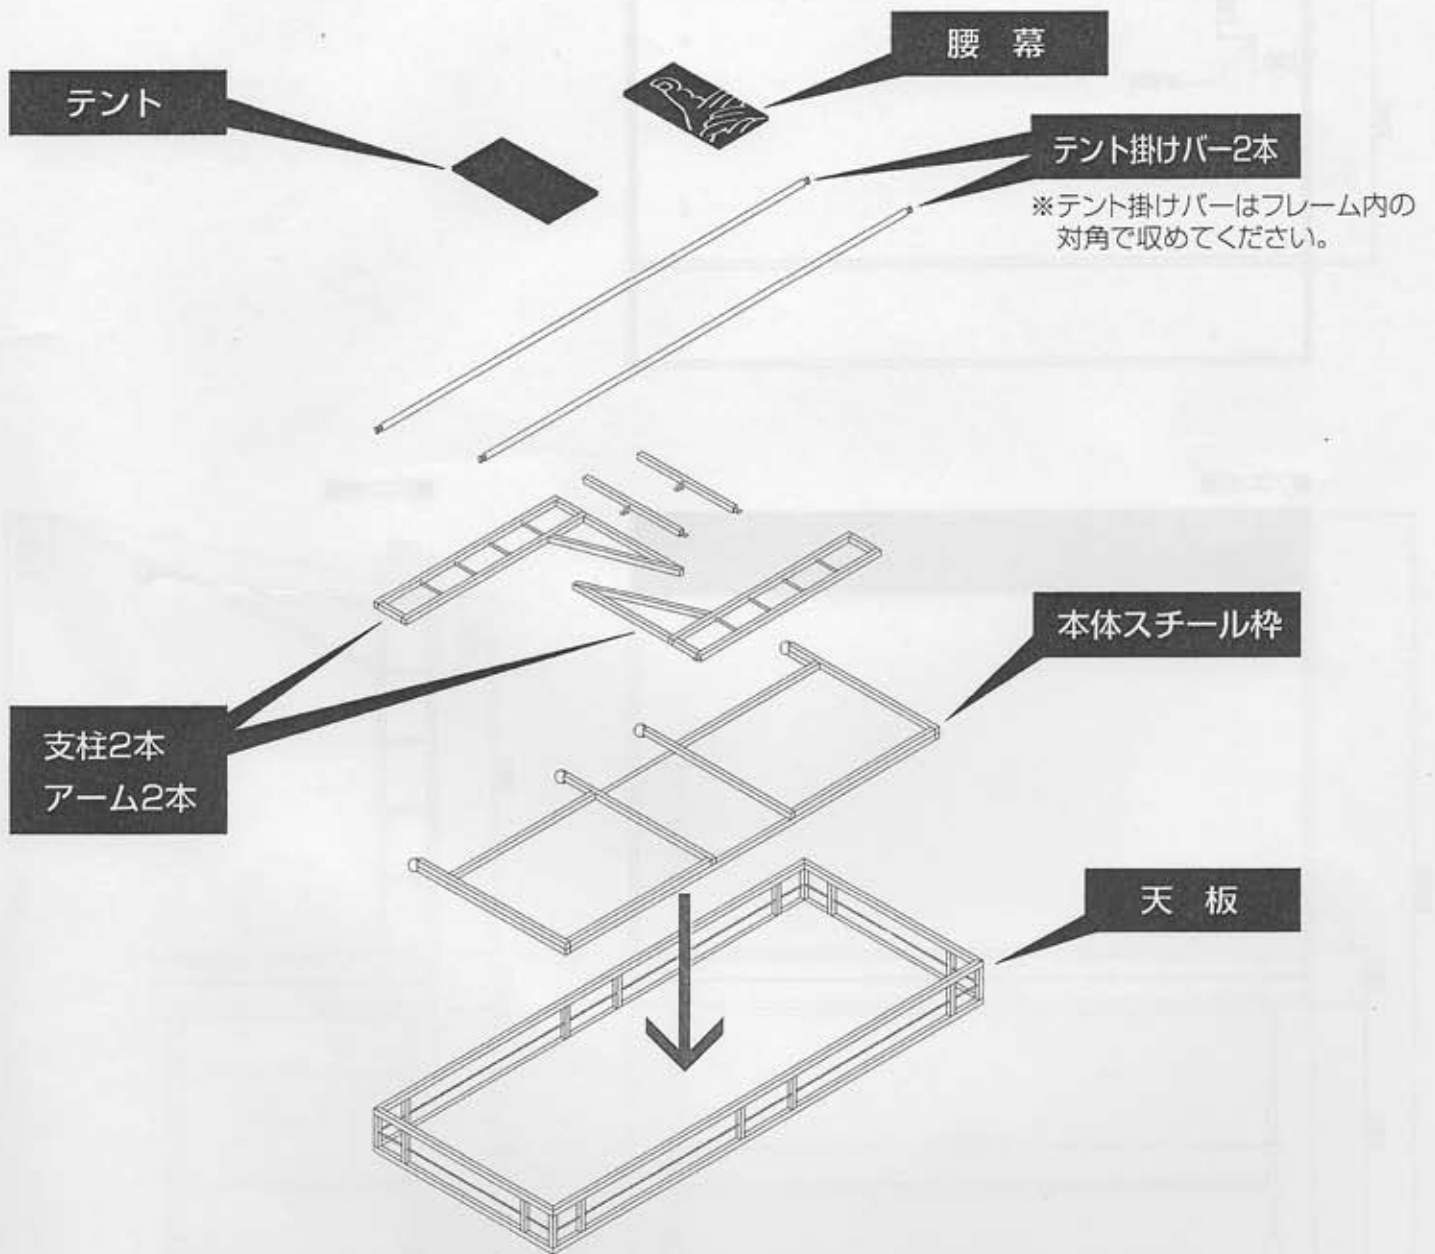 腰 幕
テント
テント掛けバー2本
※テント掛けバーはフレーム内の
対角で収めてください。
本体スチール枠
支柱2本
アーム2本
天 板